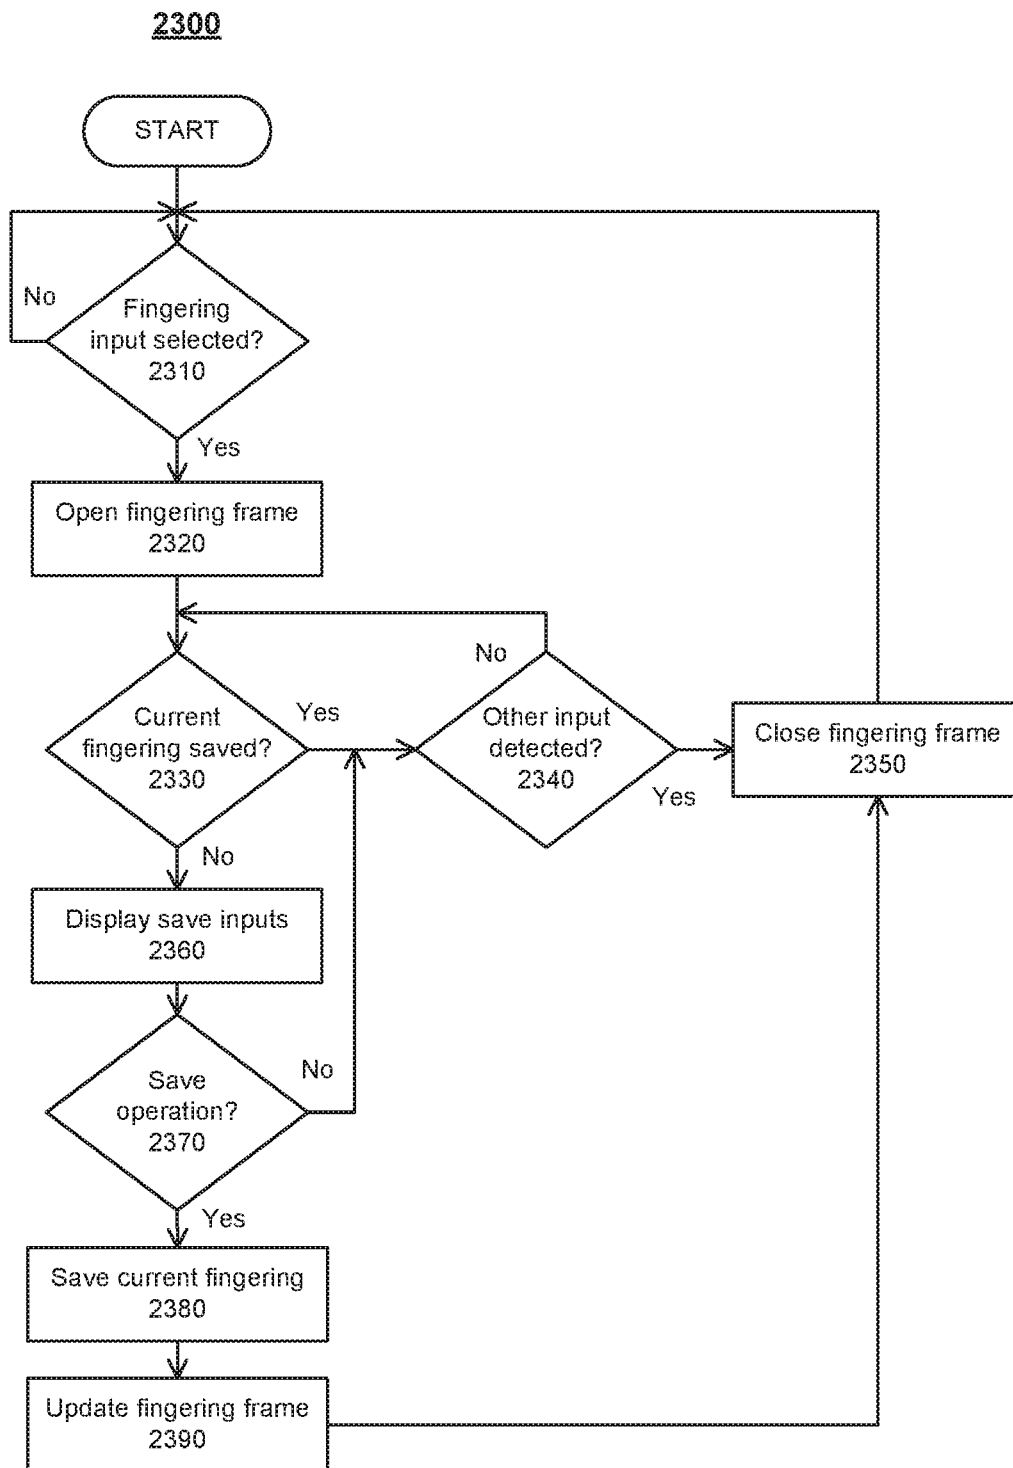 2300
START
No
Fingering
input selected?
2310
Yes
Open fingering frame
2320
No
Current
fingering saved?
2330
Yes
Other input
detected?
2340
Yes
Close fingering frame
2350
No
Display save inputs
2360
Save
operation?
2370
No
Yes
Save current fingering
2380
Update fingering frame
2390